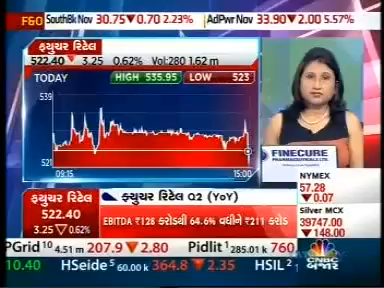 F&O SouthBk Nov 30.75▼0.70 2.23% AdPwr Nov 33.90▼2.00 5.57%
ફ્યુચર રિટેલ
522.40 ▼ 3.25 0.62% Vol:280 1.62 m
TODAY HIGH 535.95 LOW 523
539
521
09:15 15:00
FINECURE
PHARMACEUTICALS LTD.
NYMEX
57.28
▼0.07
Silver MCX
39747.00
▼148.00
ફ્યુચર રિટેલ
522.40
3.25▽0.62%
ફ્યુચર રિટેલ Q2 (YoY)
EBITDA ₹128 કરોડથી 64.6% વધીને ₹211 કરોડ
PGrid 10 4.51 m 207.9▼2.80 Pidlit 1 285.01 k 760
10.40 HSeide 5 60.00 k 364.8▼2.35 HSIL 2
CNBC
બજાર